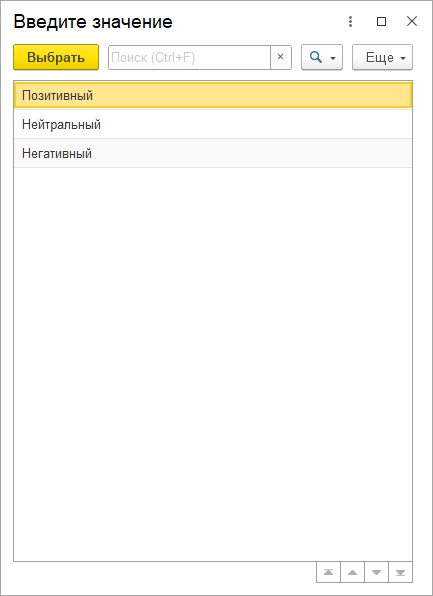 Введите значение
Выбрать
Поиск (Ctrl+F)
×
Еще
Позитивный
Нейтральный
Негативный